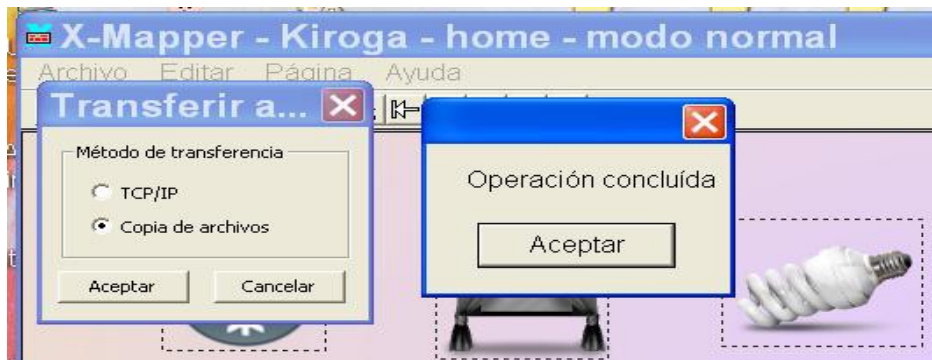 X-Mapper - Kiroga - home - modo normal
Archivo Editar Página Ayuda
Transferir a...
Método de transferencia
TCP/IP
Copia de archivos
Aceptar Cancelar
Operación concluída
Aceptar